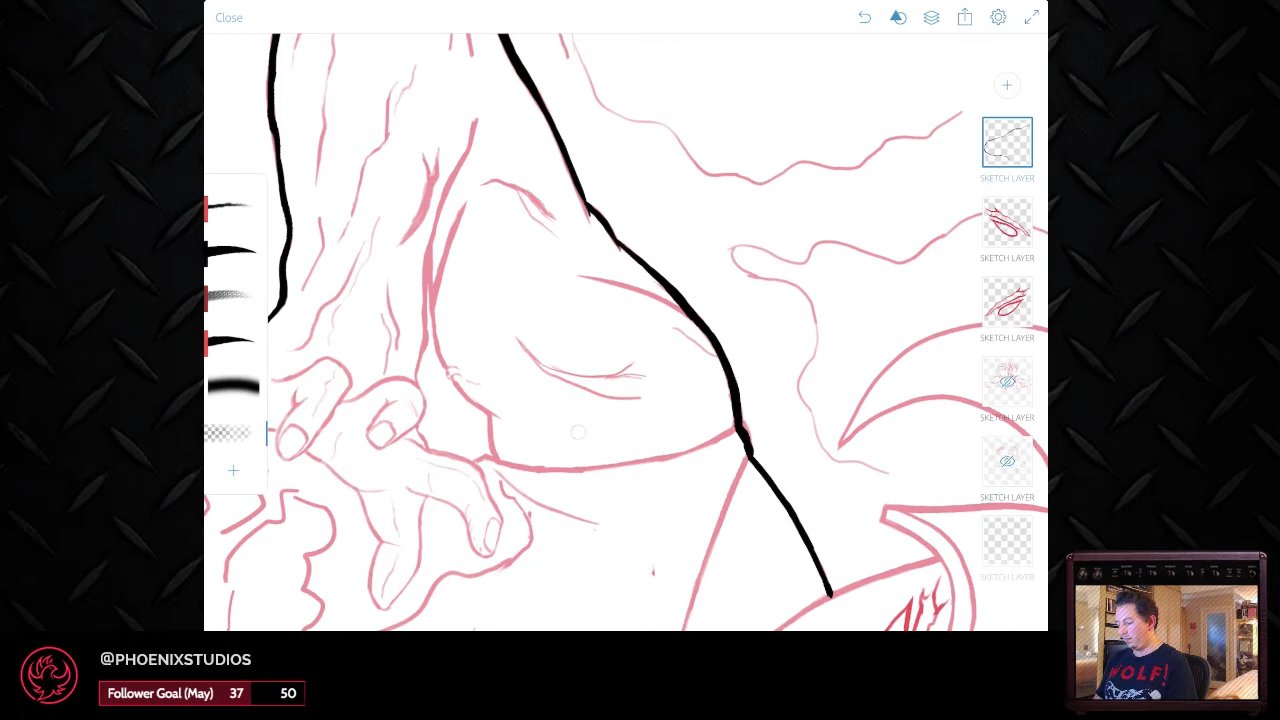 Close
SKETCH LAYER
SKETCH LAYER
SKETCH LAYER
SKETCH LAYER
SKETCH LAYER
SKETCH LAYER
@PHOENIXSTUDIOS
Follower Goal (May) 37 50
WOLF!